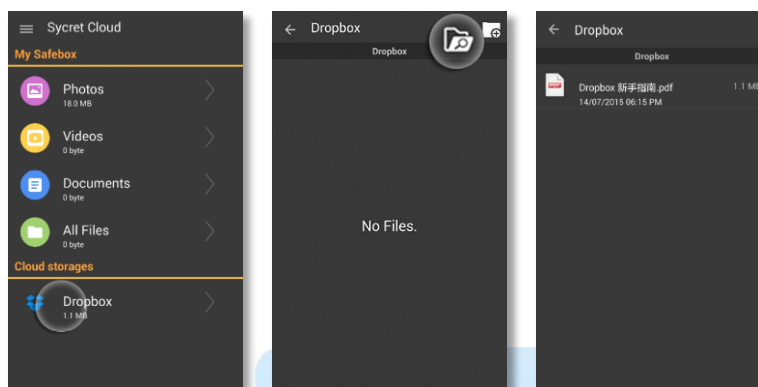 Sycret Cloud
My Safebox
Photos
18.0 MB
Videos
0 byte
Documents
0 byte
All Files
0 byte
Cloud storages
Dropbox
1.1 MB
Dropbox
Dropbox
No Files.
Dropbox
Dropbox
PDF
Dropbox 新手指南.pdf 1.1 MB
14/07/2015 06:15 PM